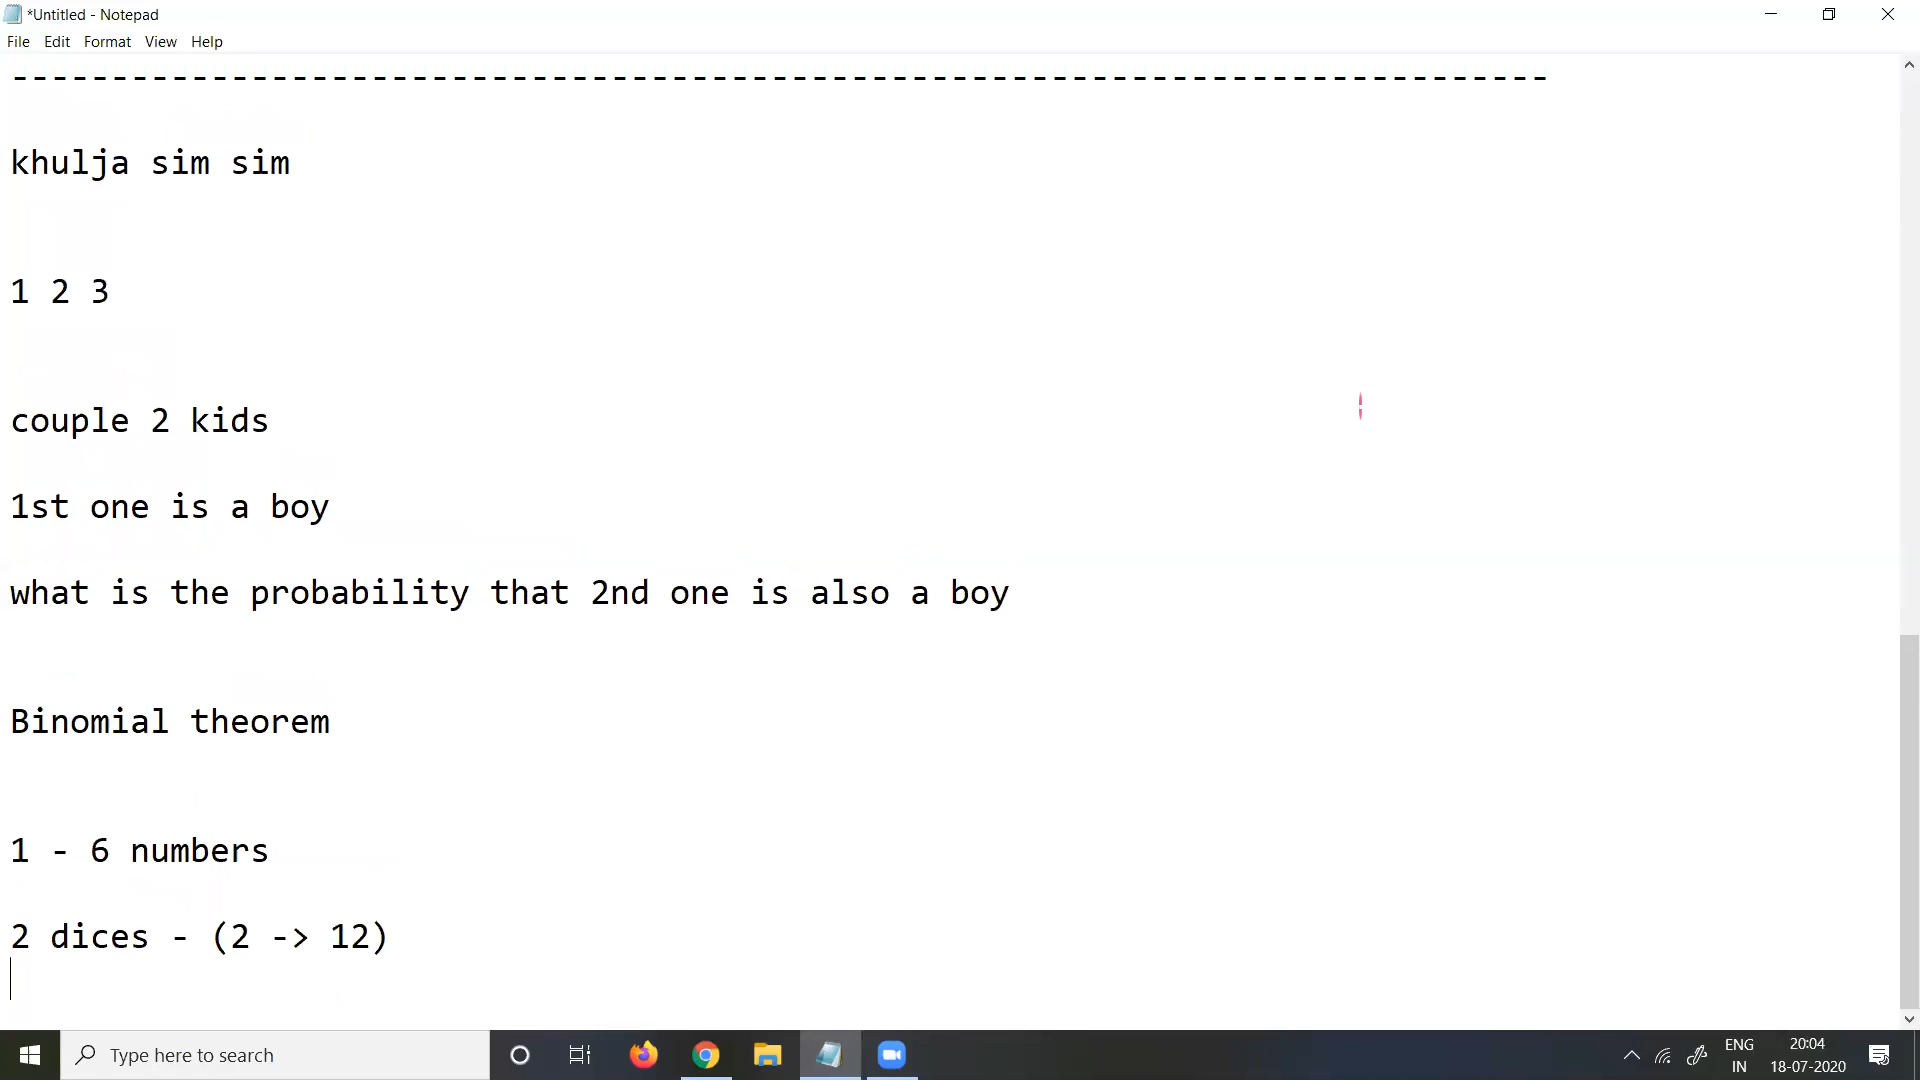 *Untitled - Notepad
File Edit Format View Help
-----------------------------------------------------------------------------
khulja sim sim
1 2 3
couple 2 kids
1st one is a boy
what is the probability that 2nd one is also a boy
Binomial theorem
1 - 6 numbers
2 dices - (2 -> 12)
Type here to search
ENG
IN
20:04
18-07-2020